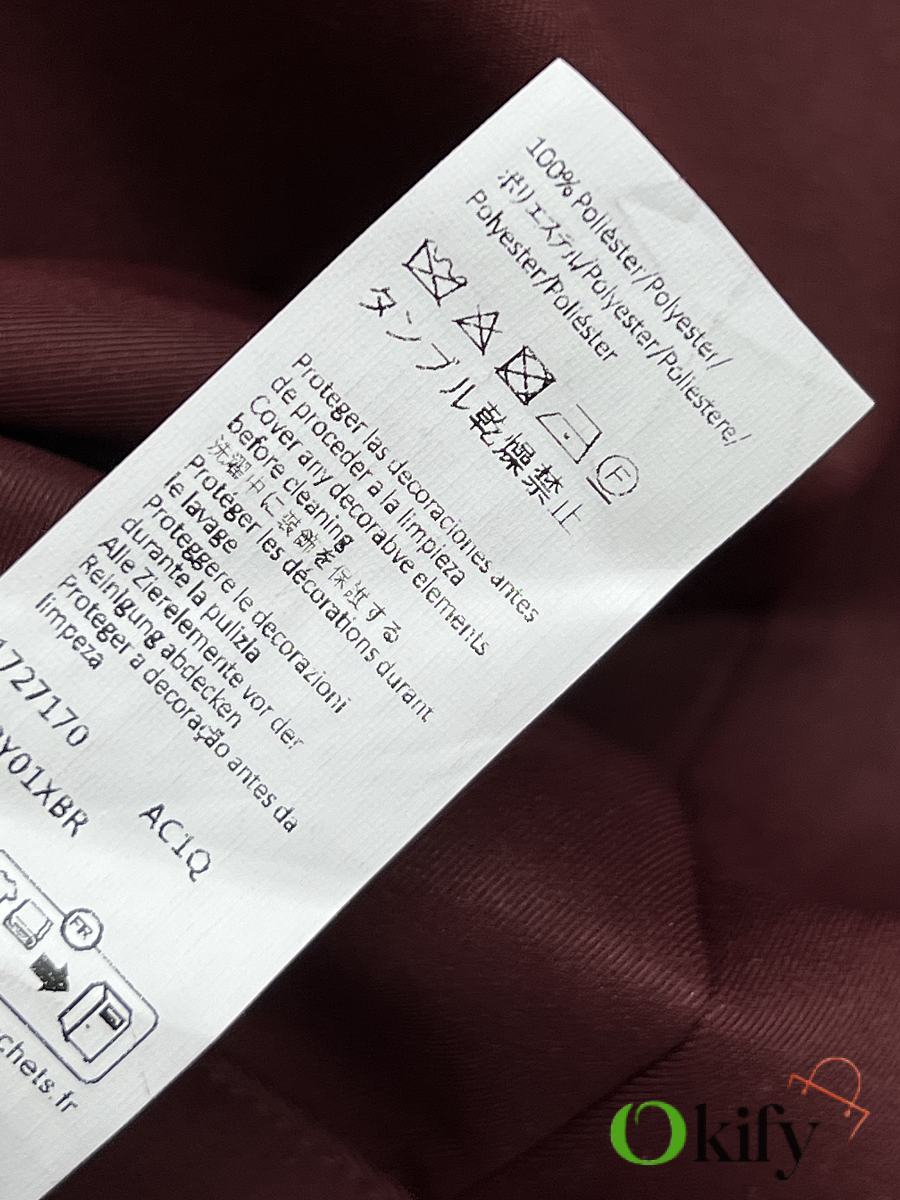 100% Poliéster/Polyester/
ポリエステル/Polyester/Poliestere/
Polyester/Poliéster
F
タンブル乾燥禁止
Proteger las decoraciones antes
de proceder a la limpieza
Cover any decorabve elements
before cleaning
洗濯中に装飾を保護する
Protéger les décorations durant
le lavage
Proteggere le decorazioni
durante la pulizia
Alle Zierelemente vor der
Reinigung abdecken
Proteger a decoração antes da
limpeza
1727170
Y01XBR AC1Q
FR
chets.fr
Okify